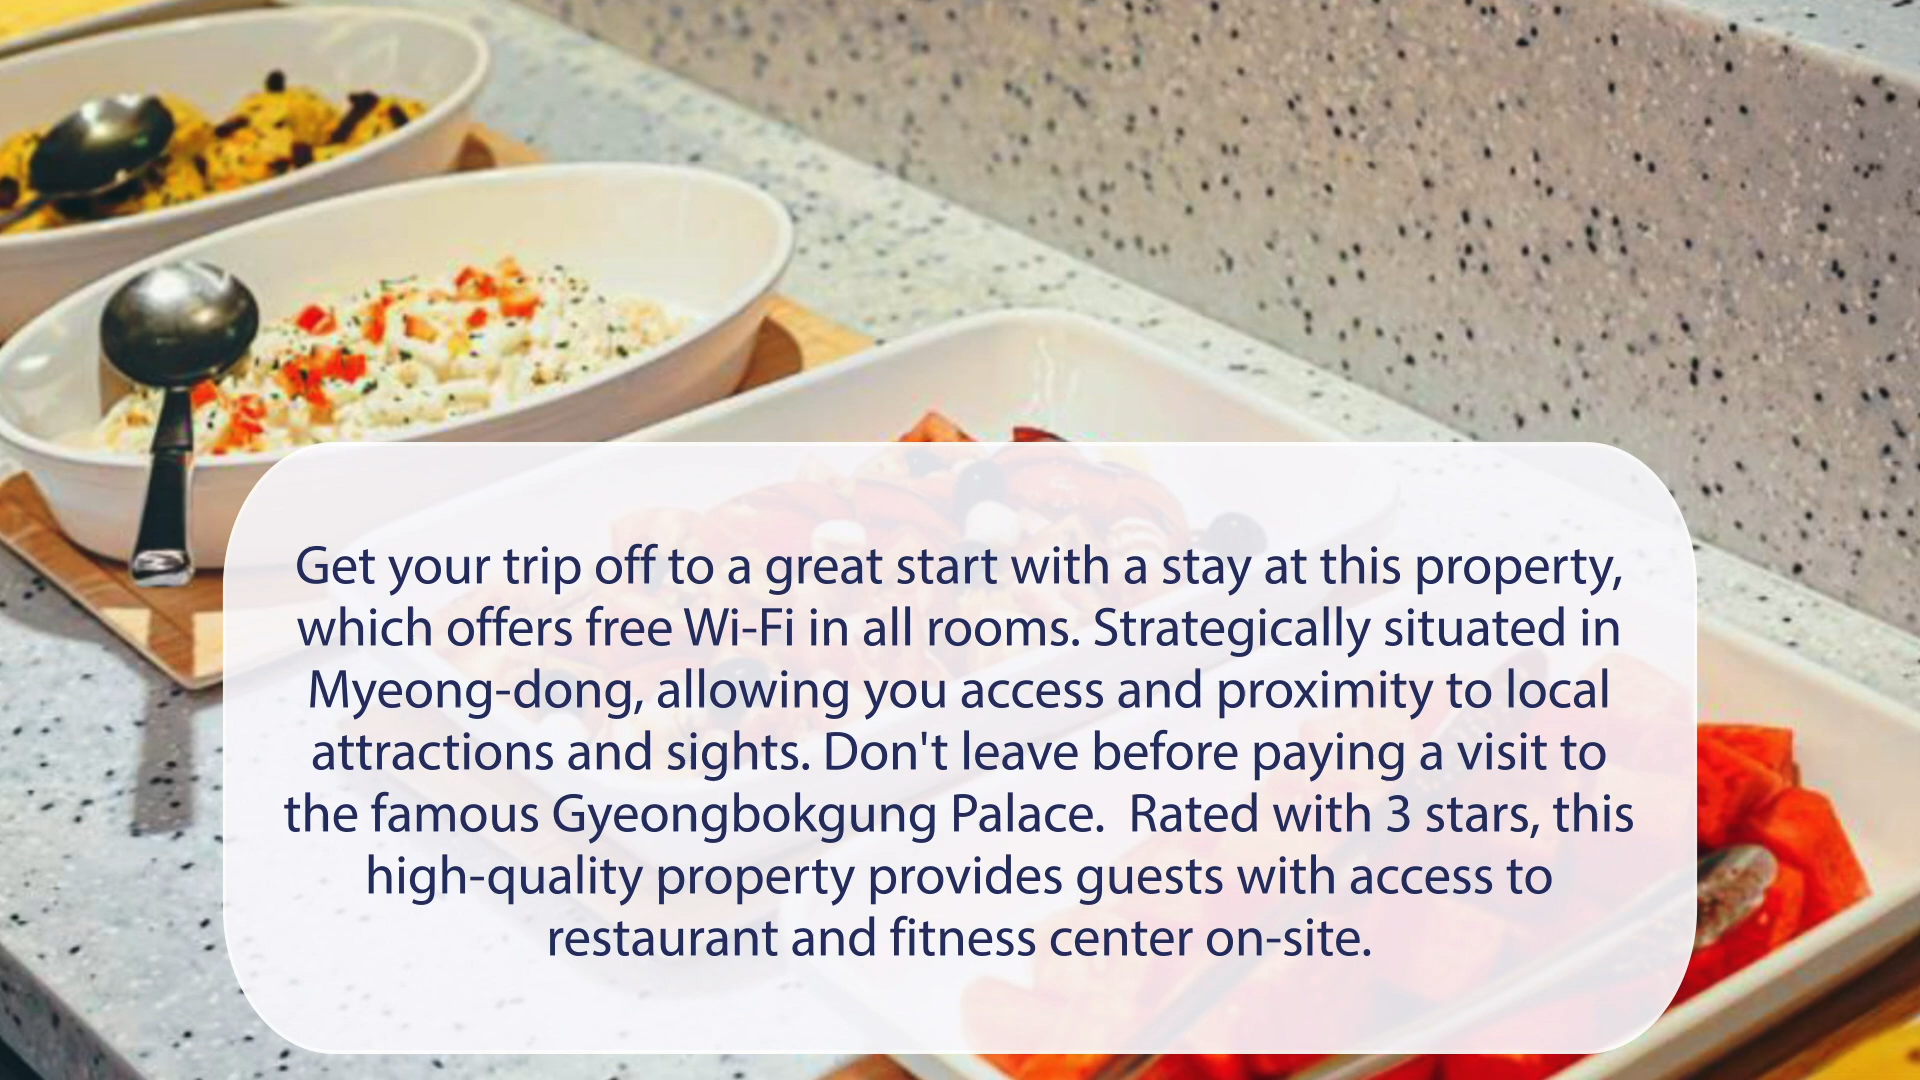 Get your trip off to a great start with a stay at this property,
which offers free Wi-Fi in all rooms. Strategically situated in
Myeong-dong, allowing you access and proximity to local
attractions and sights. Don't leave before paying a visit to
the famous Gyeongbokgung Palace.  Rated with 3 stars, this
high-quality property provides guests with access to
restaurant and fitness center on-site.